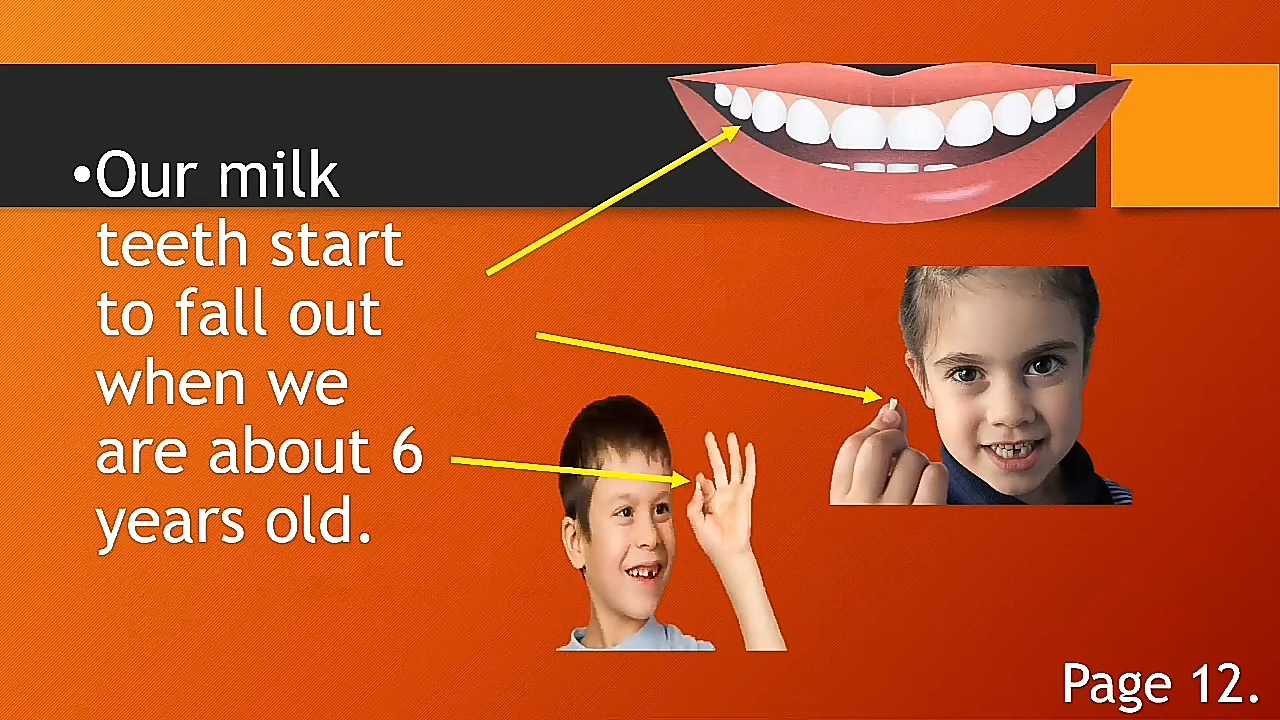 •Our milk
teeth start
to fall out
when we
are about 6
years old.
Page 12.